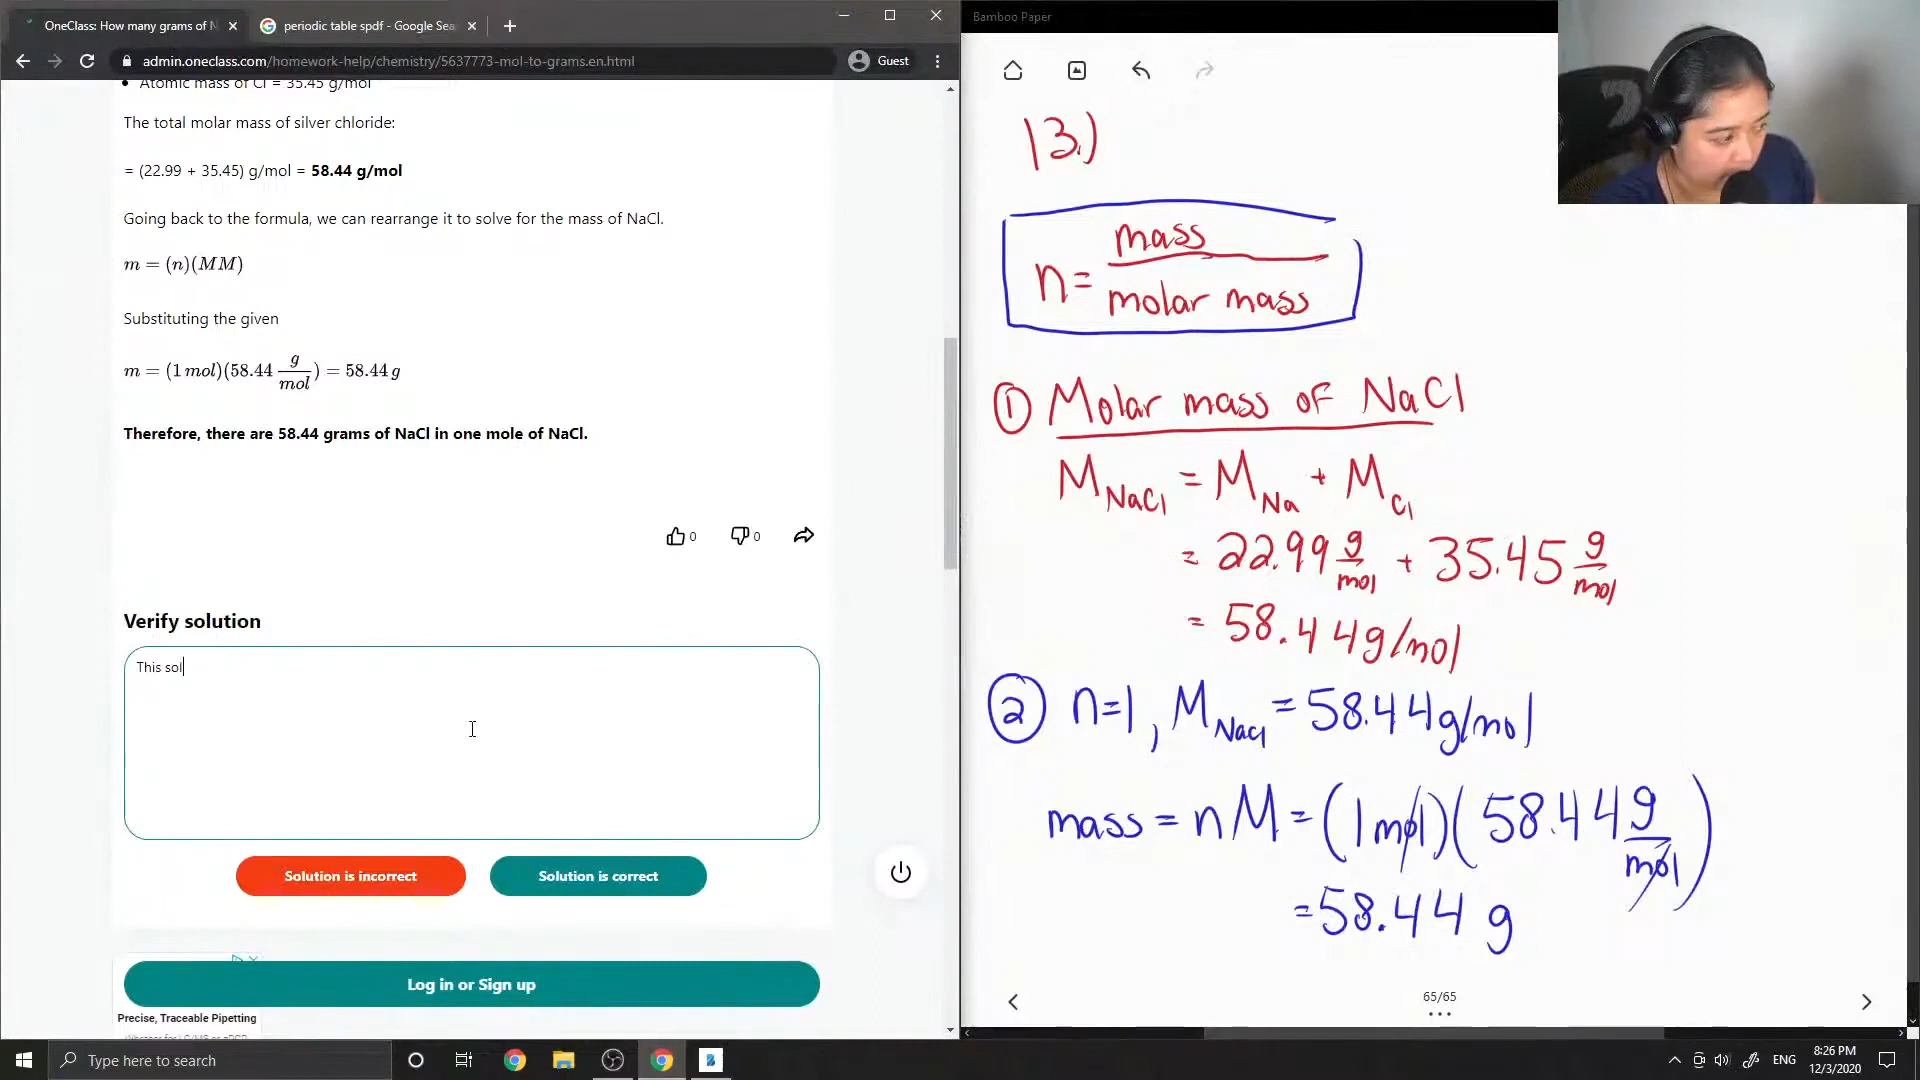 OneClass: How many grams of N
periodic table spdf - Google Sea
admin.oneclass.com/homework-help/chemistry/5637773-mol-to-grams.en.html
Guest
• Atomic mass of Cl = 35.45 g/mol
The total molar mass of silver chloride:
= (22.99 + 35.45) g/mol = 58.44 g/mol
Going back to the formula, we can rearrange it to solve for the mass of NaCl.
m = (n)(MM)
Substituting the given
m = (1 mol)(58.44 g/mol) = 58.44 g
Therefore, there are 58.44 grams of NaCl in one mole of NaCl.
0
0
Verify solution
This sol
Solution is incorrect
Solution is correct
Log in or Sign up
Precise, Traceable Pipetting
Bamboo Paper
13.)
n = mass / molar mass
① Molar mass of NaCl
M NaCl = M Na + M Cl
= 22.99 g/mol + 35.45 g/mol
= 58.44 g/mol
② n=1, M NaCl = 58.44 g/mol
mass = nM = (1 mol)(58.44 g/mol)
= 58.44 g
65/65
Type here to search
ENG
8:26 PM
12/3/2020